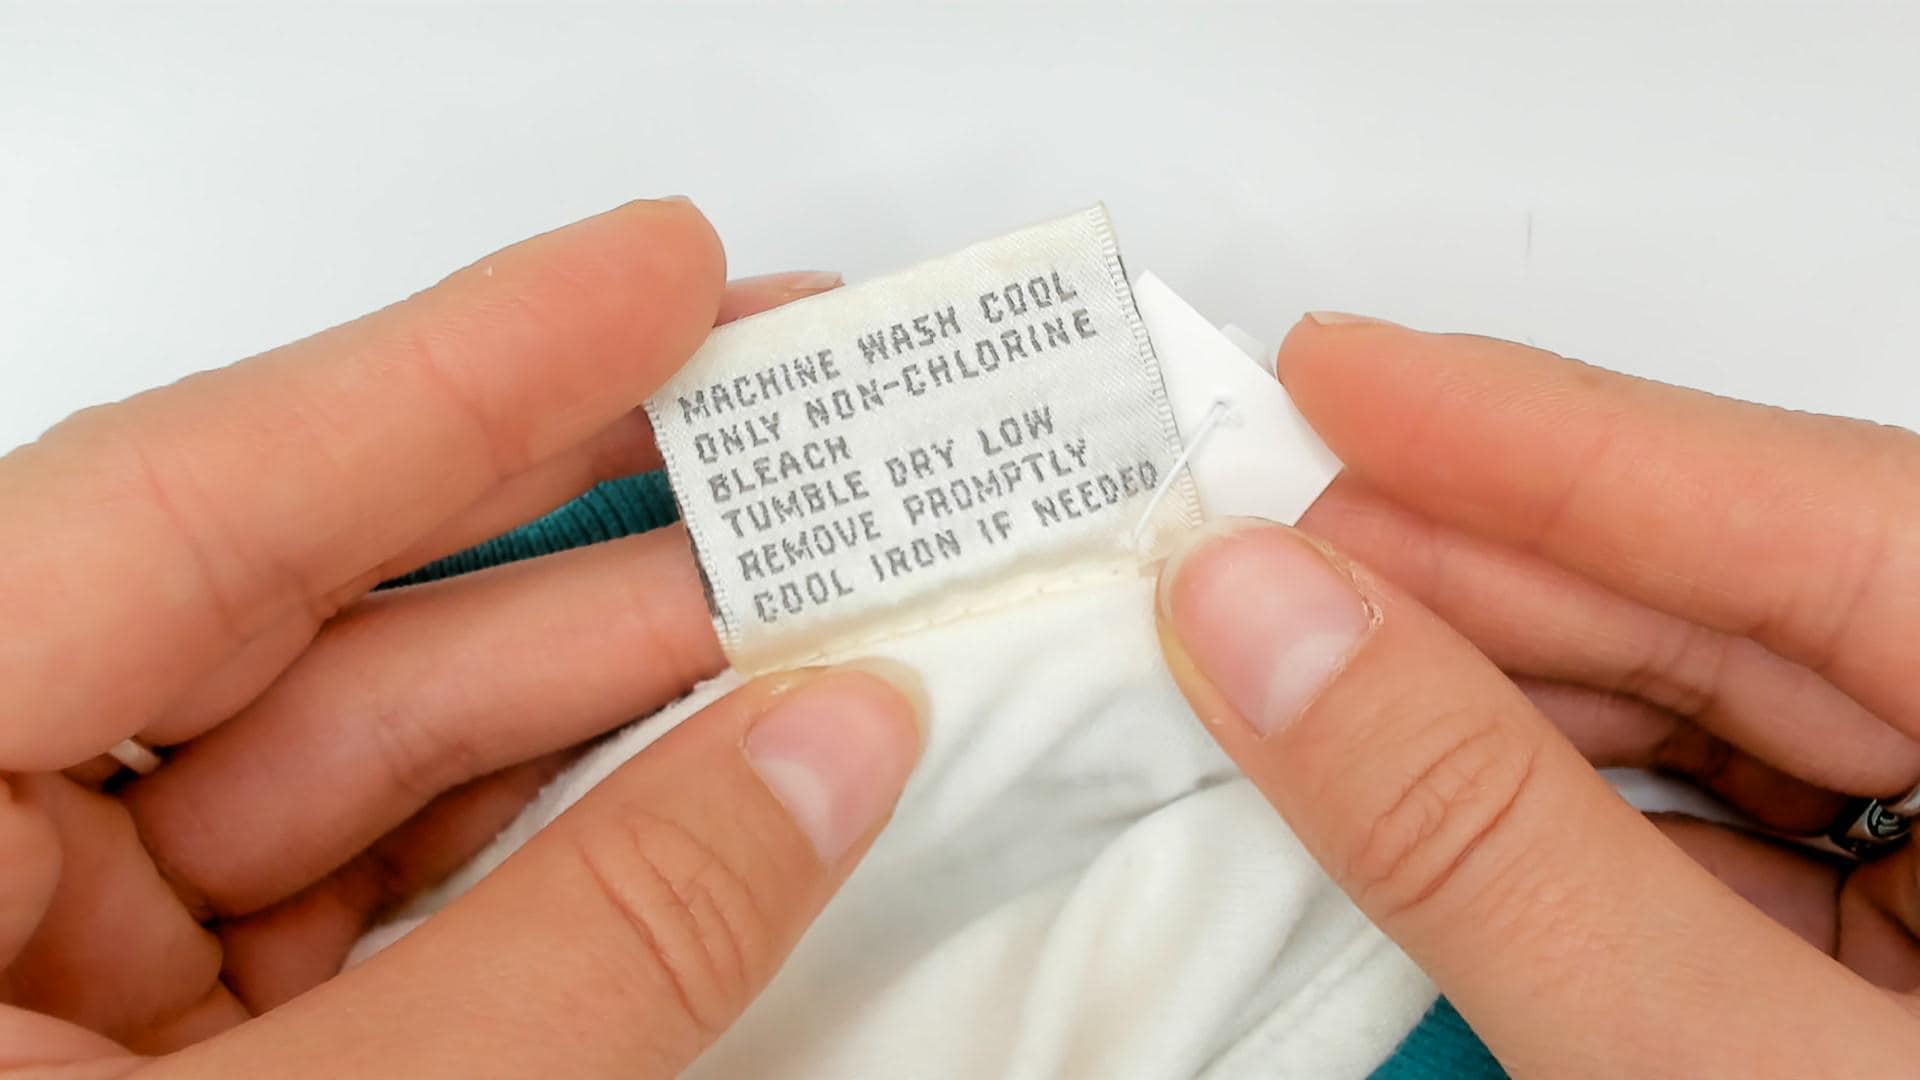 MACHINE WASH COOL
ONLY NON-CHLORINE
BLEACH
TUMBLE DRY LOW
REMOVE PROMPTLY
COOL IRON IF NEEDED